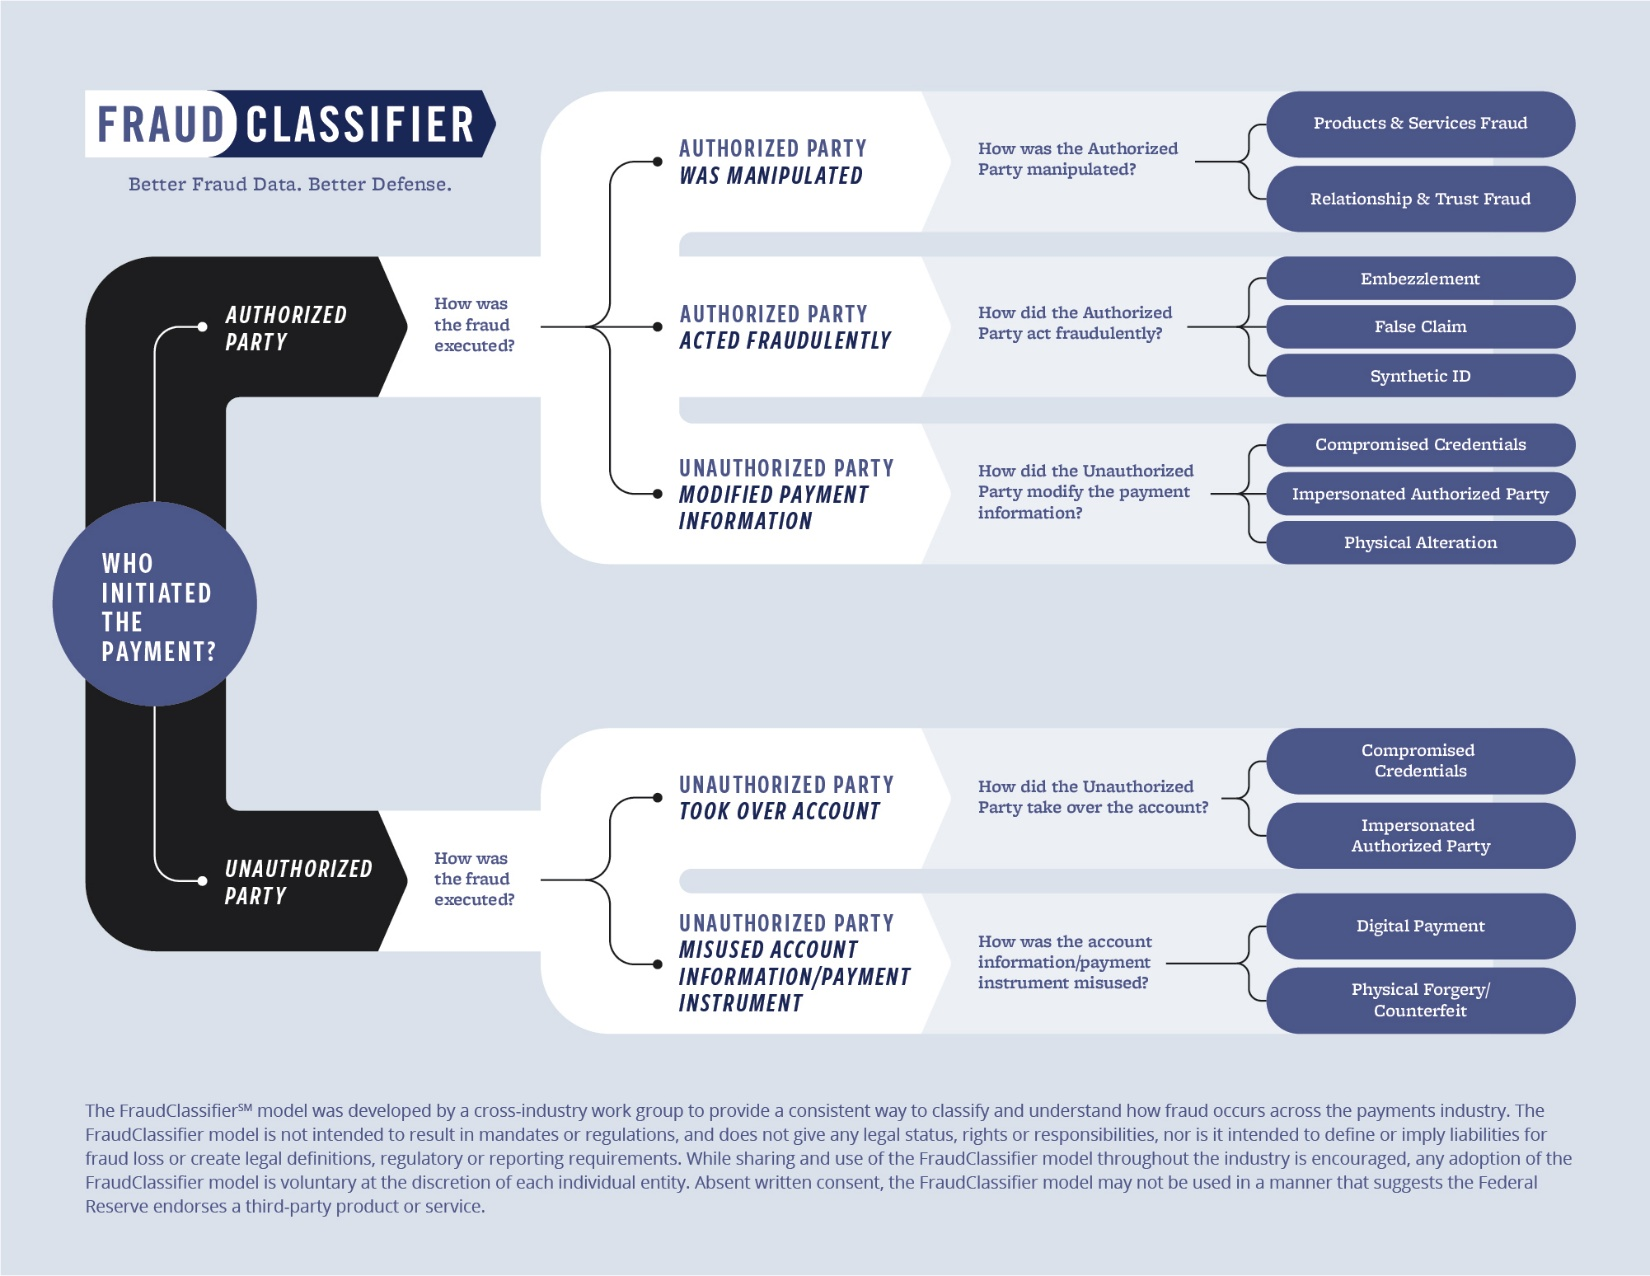 FRAUD CLASSIFIER
Better Fraud Data. Better Defense.
WHO
INITIATED
THE
PAYMENT?
AUTHORIZED
PARTY
How was
the fraud
executed?
AUTHORIZED PARTY
WAS MANIPULATED
How was the Authorized
Party manipulated?
Products & Services Fraud
Relationship & Trust Fraud
AUTHORIZED PARTY
ACTED FRAUDULENTLY
How did the Authorized
Party act fraudulently?
Embezzlement
False Claim
Synthetic ID
UNAUTHORIZED PARTY
MODIFIED PAYMENT
INFORMATION
How did the Unauthorized
Party modify the payment
information?
Compromised Credentials
Impersonated Authorized Party
Physical Alteration
UNAUTHORIZED
PARTY
How was
the fraud
executed?
UNAUTHORIZED PARTY
TOOK OVER ACCOUNT
How did the Unauthorized
Party take over the account?
Compromised
Credentials
Impersonated
Authorized Party
UNAUTHORIZED PARTY
MISUSED ACCOUNT
INFORMATION/PAYMENT
INSTRUMENT
How was the account
information/payment
instrument misused?
Digital Payment
Physical Forgery/
Counterfeit
The FraudClassifier℠ model was developed by a cross-industry work group to provide a consistent way to classify and understand how fraud occurs across the payments industry. The
FraudClassifier model is not intended to result in mandates or regulations, and does not give any legal status, rights or responsibilities, nor is it intended to define or imply liabilities for
fraud loss or create legal definitions, regulatory or reporting requirements. While sharing and use of the FraudClassifier model throughout the industry is encouraged, any adoption of the
FraudClassifier model is voluntary at the discretion of each individual entity. Absent written consent, the FraudClassifier model may not be used in a manner that suggests the Federal
Reserve endorses a third-party product or service.